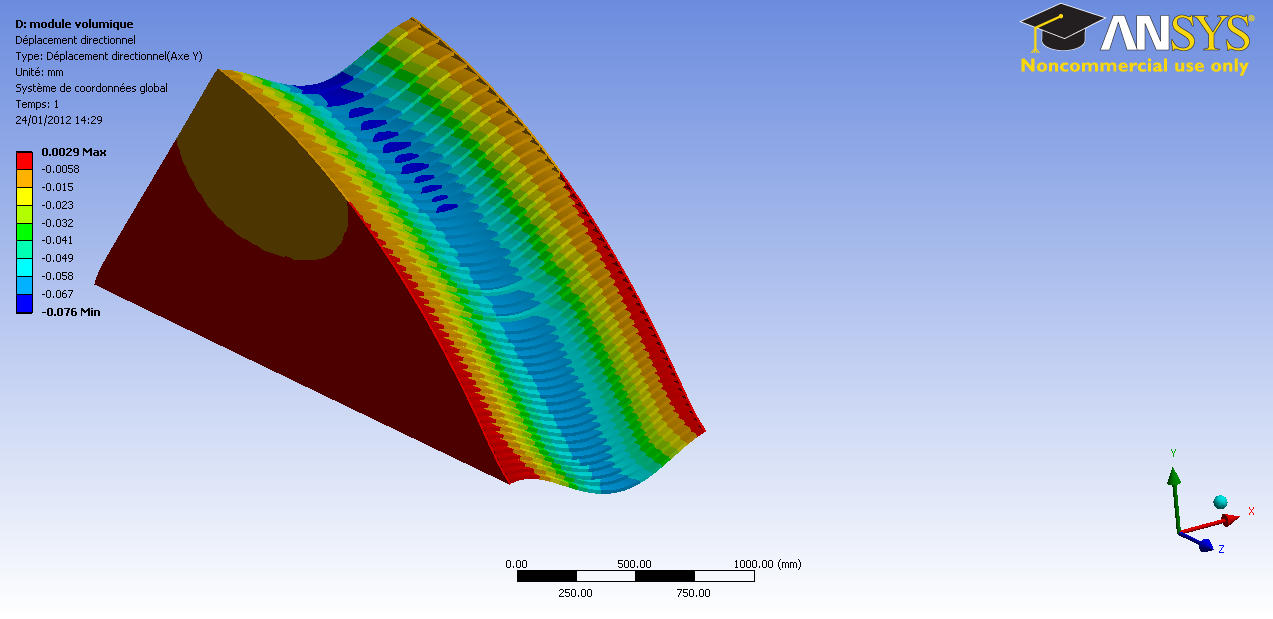 D: module volumique
Déplacement directionnel
Type: Déplacement directionnel(Axe Y)
Unité: mm
Système de coordonnées global
Temps: 1
24/01/2012 14:29
0.0029 Max
-0.0058
-0.015
-0.023
-0.032
-0.041
-0.049
-0.058
-0.067
-0.076 Min
ANSYS®
Noncommercial use only
Y
X
Z
0.00 500.00 1000.00 (mm)
250.00 750.00